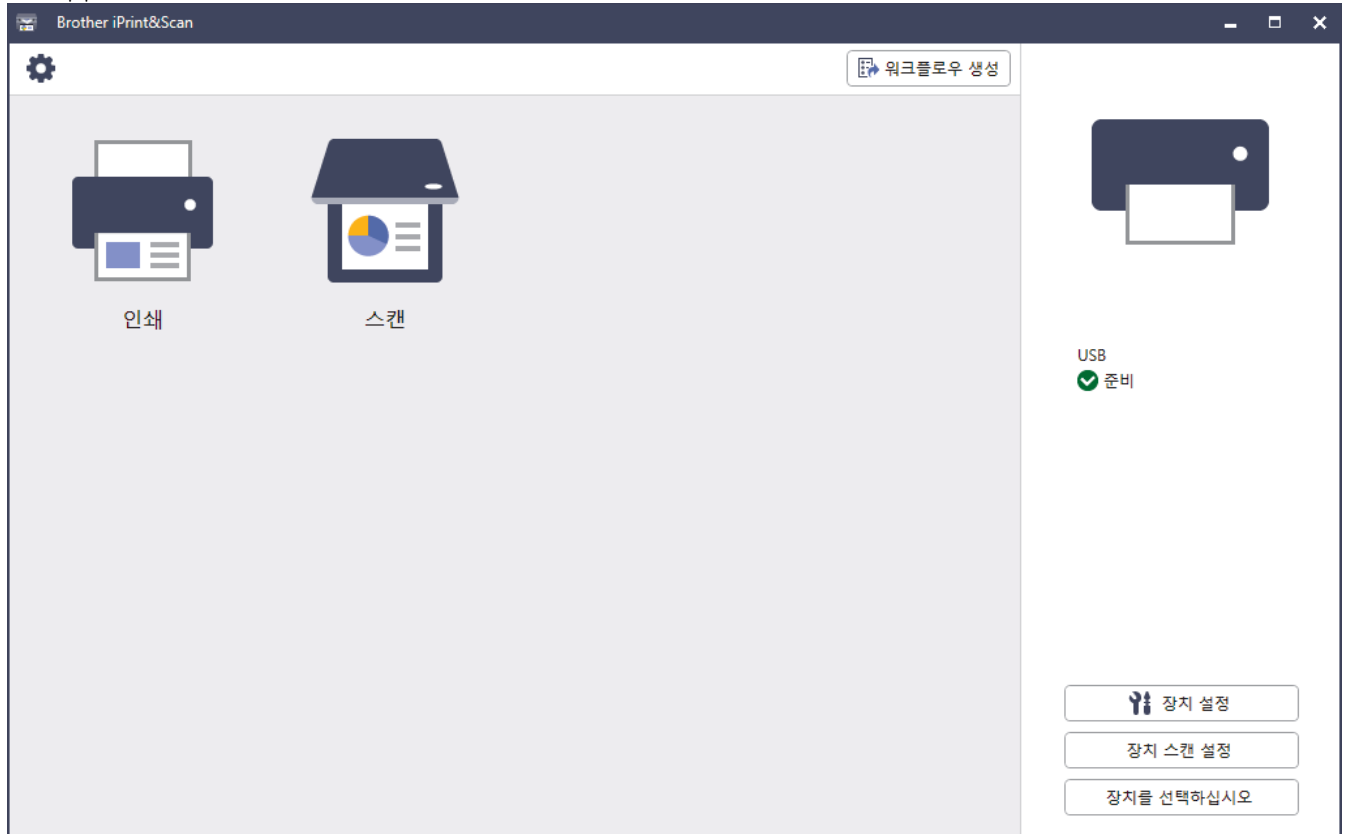 Brother iPrint&Scan
워크플로우 생성
인쇄
스캔
USB
준비
장치 설정
장치 스캔 설정
장치를 선택하십시오